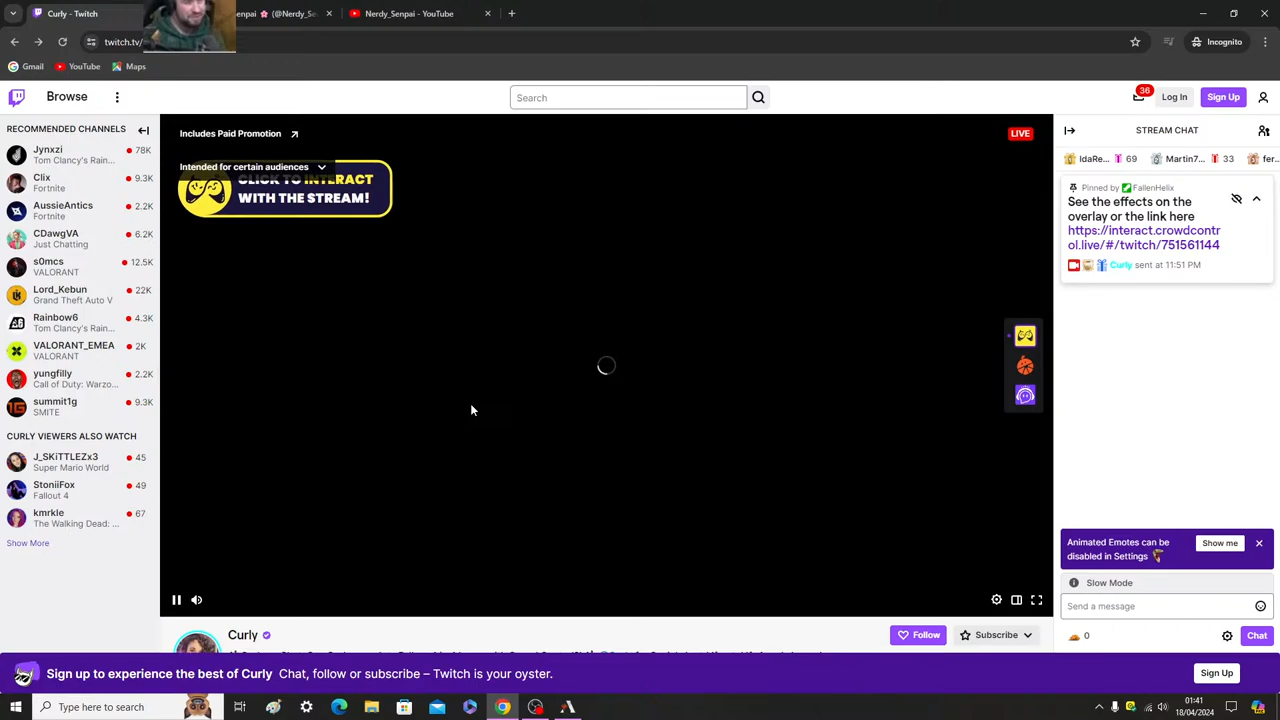 Curly - Twitch
enpai 🌸 (@Nerdy_Se
Nerdy_Senpai - YouTube
twitch.tv/
Incognito
Gmail
YouTube
Maps
Browse
Search
36
Log In
Sign Up
RECOMMENDED CHANNELS
Jynxzi
78K
Tom Clancy's Rain...
Clix
9.3K
Fortnite
AussieAntics
2.2K
Fortnite
CDawgVA
6.2K
Just Chatting
s0mcs
12.5K
VALORANT
Lord_Kebun
22K
Grand Theft Auto V
Rainbow6
4.3K
Tom Clancy's Rain...
VALORANT_EMEA
2K
VALORANT
yungfilly
2.2K
Call of Duty: Warzo...
summit1g
9.3K
SMITE
CURLY VIEWERS ALSO WATCH
J_SKiTTLEZx3
45
Super Mario World
StoniiFox
49
Fallout 4
kmrkle
67
The Walking Dead: ...
Show More
Includes Paid Promotion
LIVE
Intended for certain audiences
CLICK TO INTERACT
WITH THE STREAM!
STREAM CHAT
IdaRe... 69
Martin7... 33
fer...
Pinned by FallenHelix
See the effects on the
overlay or the link here
https://interact.crowdcontr
ol.live/#/twitch/751561144
Curly sent at 11:51 PM
Animated Emotes can be
disabled in Settings
Show me
Slow Mode
Send a message
0
Chat
Curly
Follow
Subscribe
Sign up to experience the best of Curly Chat, follow or subscribe – Twitch is your oyster.
Sign Up
Type here to search
01:41
18/04/2024